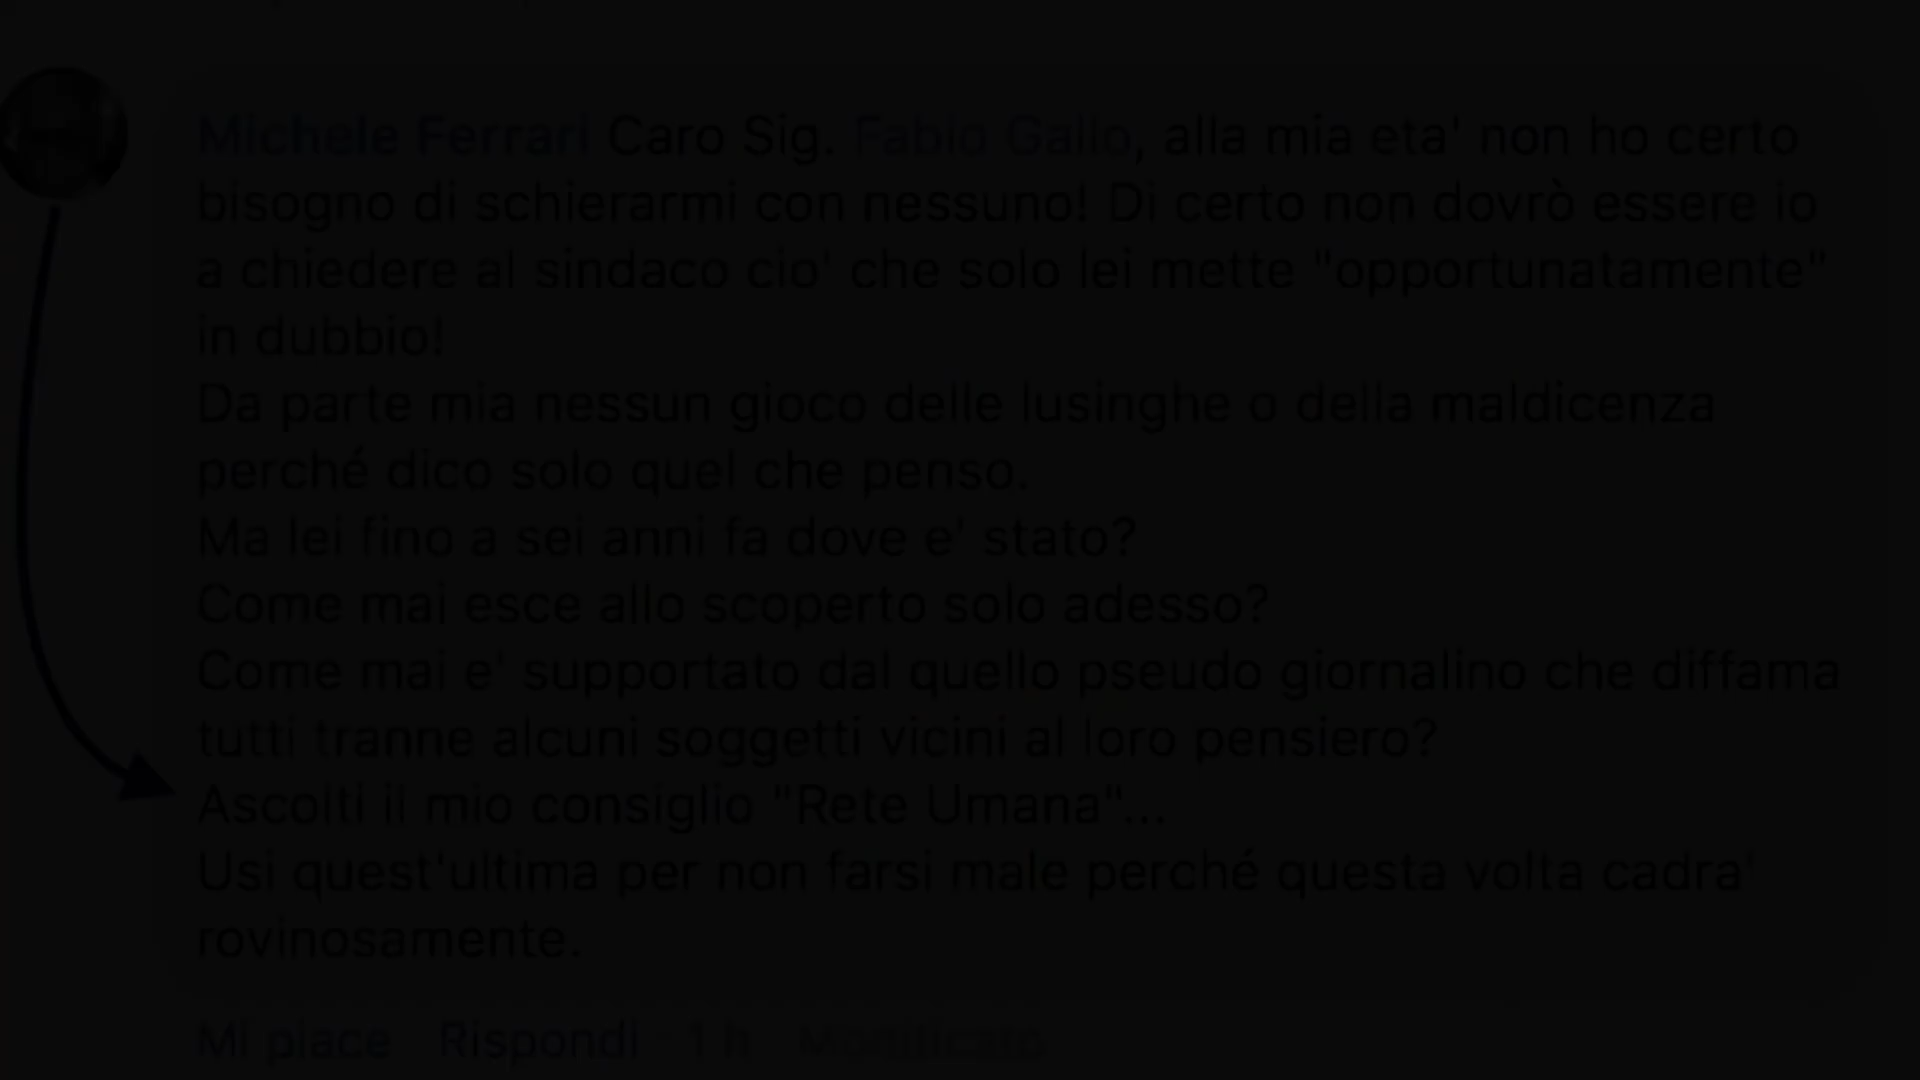 Michele Ferrari Caro Sig. Fabio Gallo, alla mia eta' non ho certo
bisogno di schierarmi con nessuno! Di certo non dovrò essere io
a chiedere al sindaco cio' che solo lei mette "opportunatamente"
in dubbio!
Da parte mia nessun gioco delle lusinghe o della maldicenza
perché dico solo quel che penso.
Ma lei fino a sei anni fa dove e' stato?
Come mai esce allo scoperto solo adesso?
Come mai e' supportato dal quello pseudo giornalino che diffama
tutti tranne alcuni soggetti vicini al loro pensiero?
Ascolti il mio consiglio "Rete Umana"...
Usi quest'ultima per non farsi male perché questa volta cadra'
rovinosamente.
Mi piace Rispondi 1 h Modificato